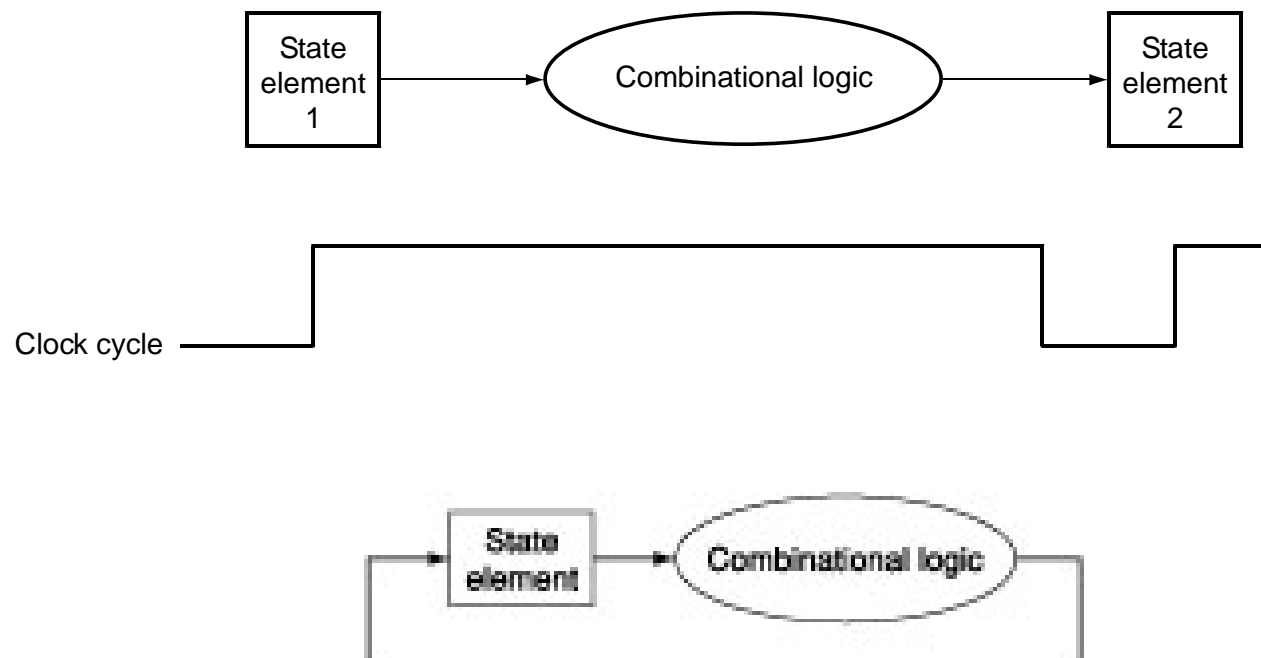 State
element
1
Combinational logic
State
element
2
Clock cycle
State
element
Combinational logic